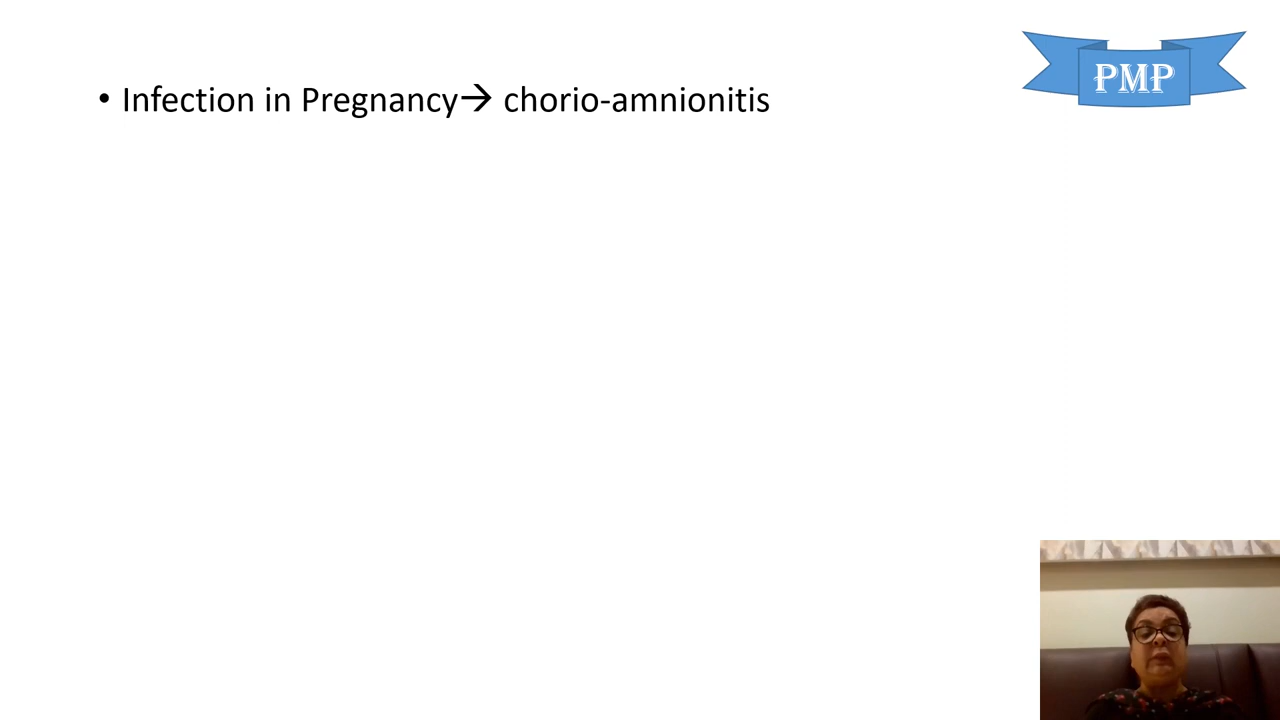 PMP
• Infection in Pregnancy→ chorio-amnionitis